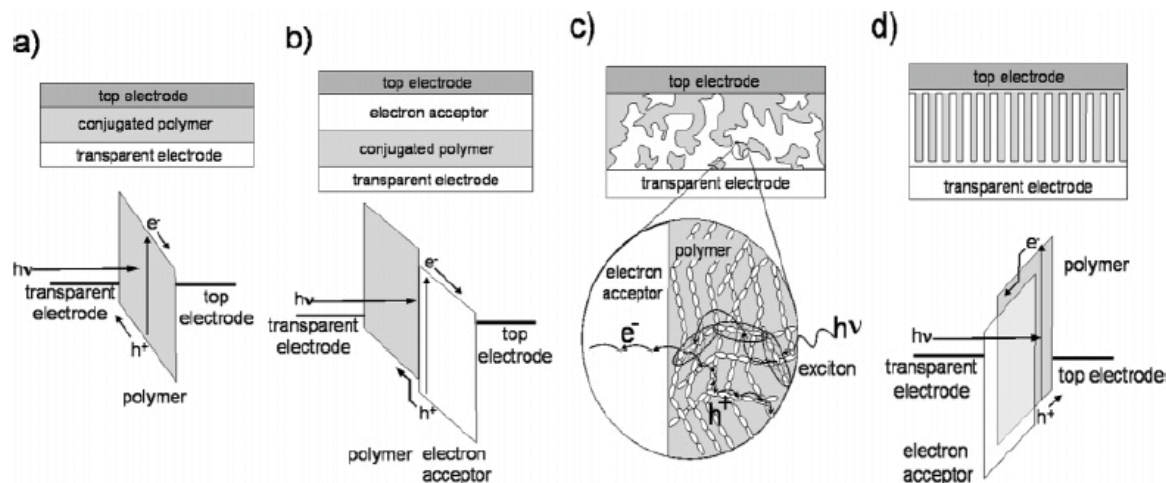 a)
top electrode
conjugated polymer
transparent electrode
e-
hν
transparent
electrode
top
electrode
h+
polymer
b)
top electrode
electron acceptor
conjugated polymer
transparent electrode
e-
hν
transparent
electrode
top
electrode
h+
polymer electron
acceptor
c)
top electrode
transparent electrode
polymer
electron
acceptor
e-
hν
exciton
h+
d)
top electrode
transparent electrode
e-
polymer
hν
transparent
electrode
top electrode
h+
electron
acceptor